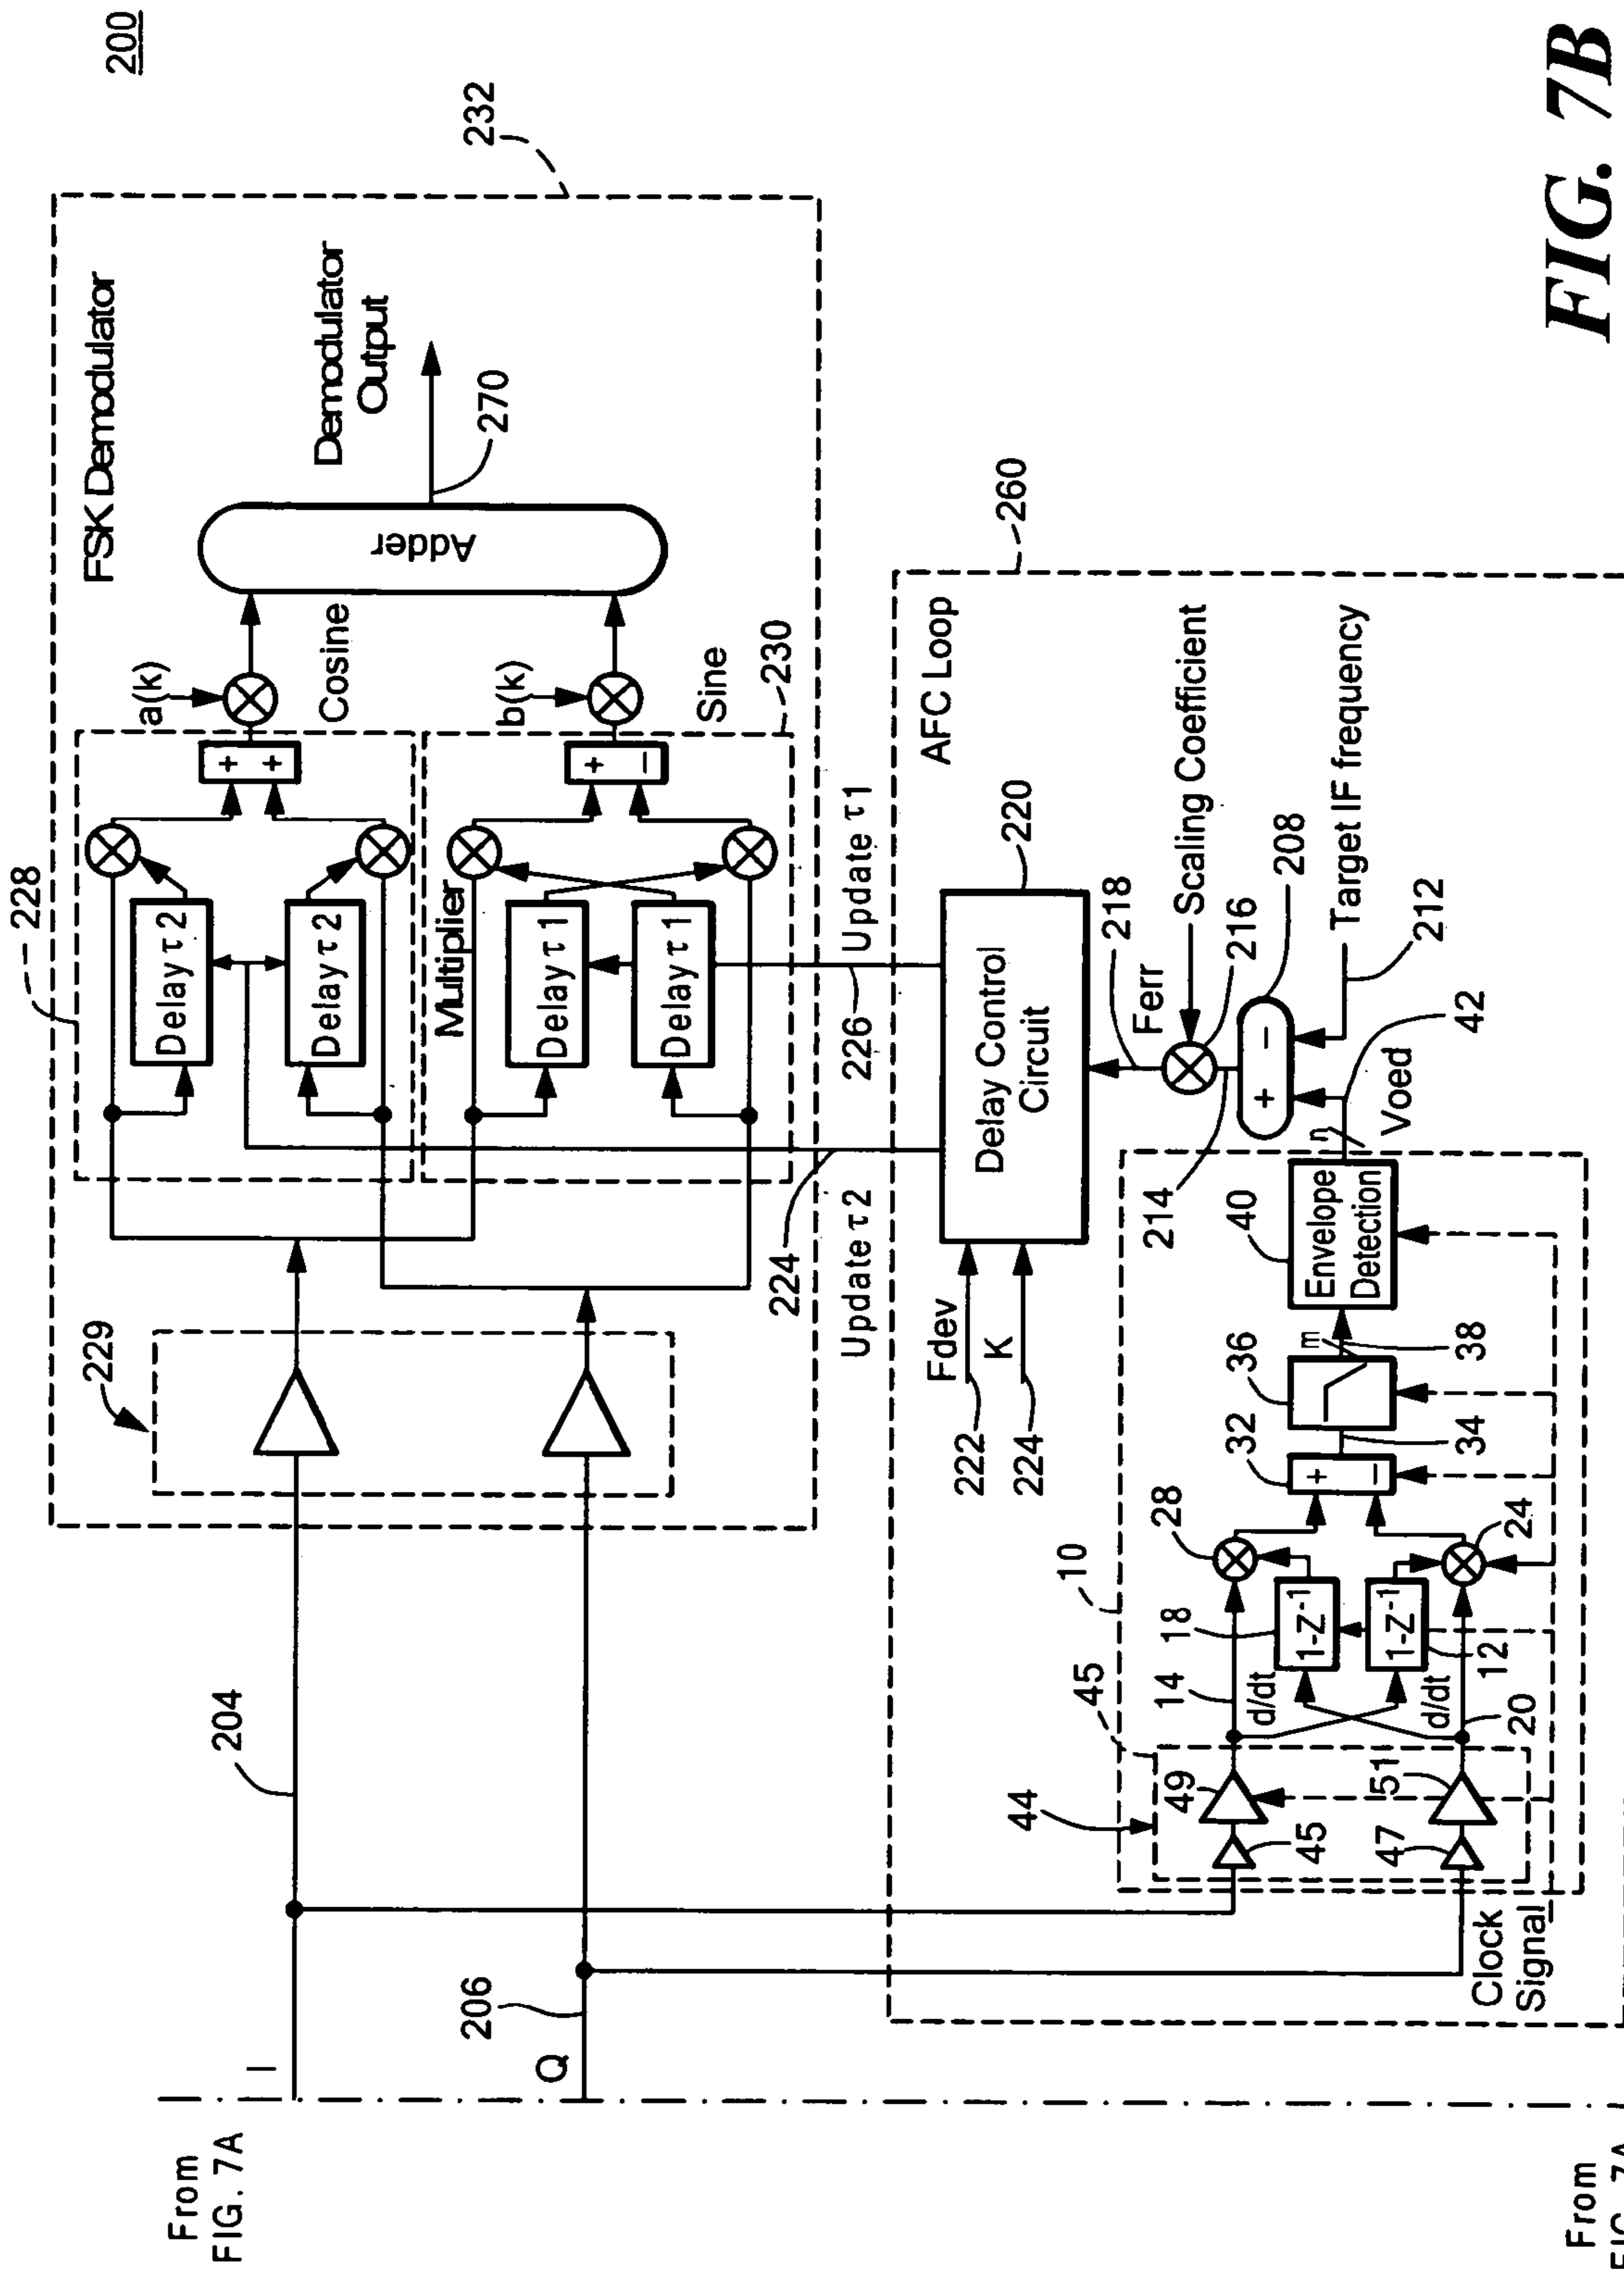 200
FIG. 7B
232
FSK Demodulator
228
229
Delay τ2
Delay τ2
a(k)
Cosine
Multiplier
Delay τ1
Delay τ1
b(k)
Sine
230
Adder
270
Demodulator
Output
+
+
+
−
From
FIG. 7A
I
Q
204
206
Update τ2
224
226
Update τ1
260
AFC Loop
Fdev
K
222
224
Delay Control
Circuit
220
218
Ferr
Scaling Coefficient
216
214
+
−
208
Target IF frequency
212
42
Voed
n
10
44
45
49
45
47
51
14
d/dt
d/dt
20
18
1-Z-1
1-Z-1
12
28
24
32
+
−
34
36
m
38
40
Envelope
Detection
Clock
Signal
From